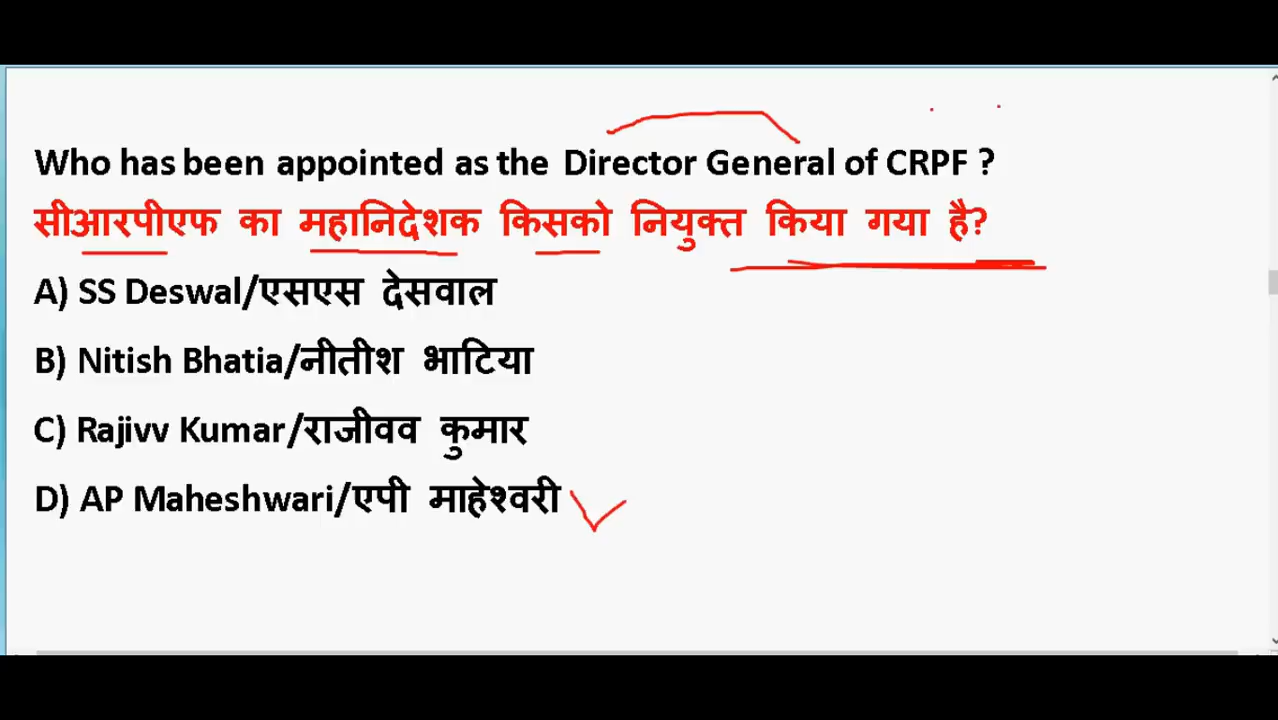 Who has been appointed as the Director General of CRPF ?
सीआरपीएफ का महानिदेशक किसको नियुक्त किया गया है?
A) SS Deswal/एसएस देसवाल
B) Nitish Bhatia/नीतीश भाटिया
C) Rajivv Kumar/राजीवव कुमार
D) AP Maheshwari/एपी माहेश्वरी